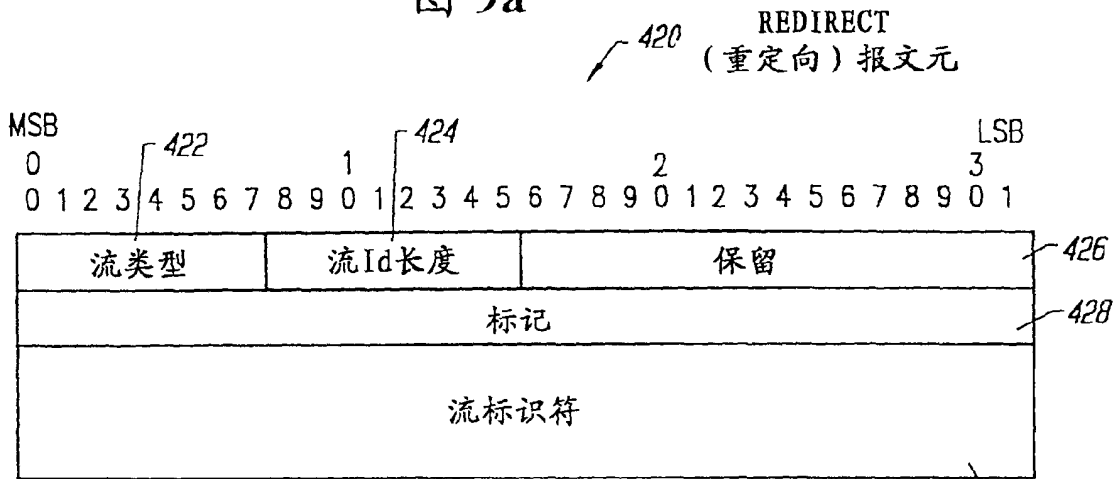 REDIRECT
420 (重定向)报文元
MSB LSB
422 424
0 1 2 3
0 1 2 3 4 5 6 7 8 9 0 1 2 3 4 5 6 7 8 9 0 1 2 3 4 5 6 7 8 9 0 1
流类型 流Id长度 保留 426
标记 428
流标识符